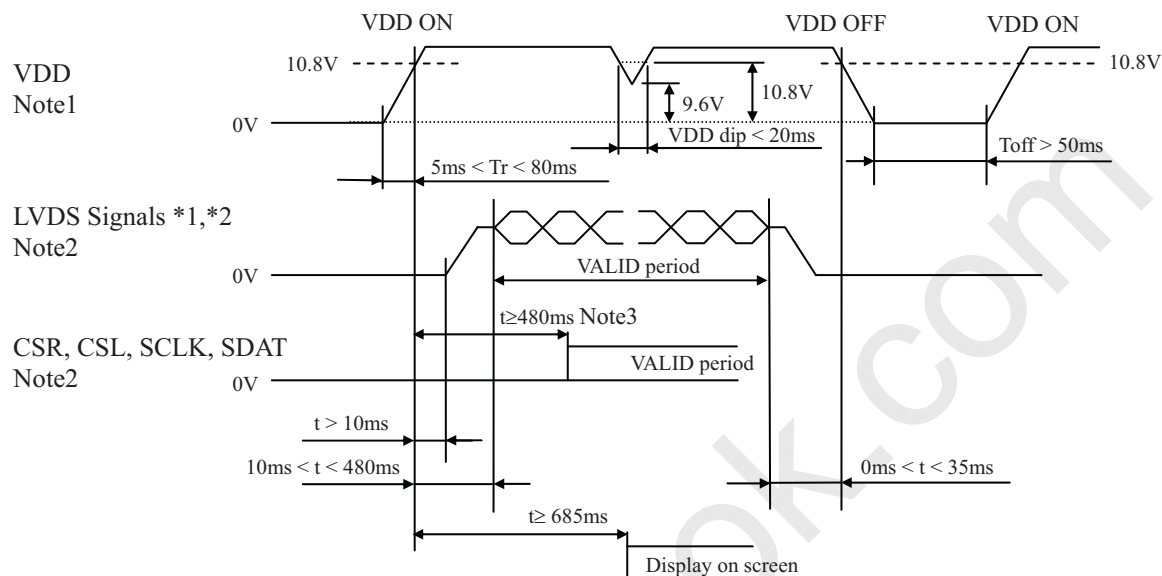 VDD ON
VDD OFF
VDD ON
VDD
Note1
10.8V
10.8V
0V
9.6V
10.8V
VDD dip < 20ms
Toff > 50ms
5ms < Tr < 80ms
LVDS Signals *1,*2
Note2
0V
VALID period
t≥480ms Note3
CSR, CSL, SCLK, SDAT
Note2
0V
VALID period
t > 10ms
10ms < t < 480ms
0ms < t < 35ms
t≥ 685ms
Display on screen
ok.com